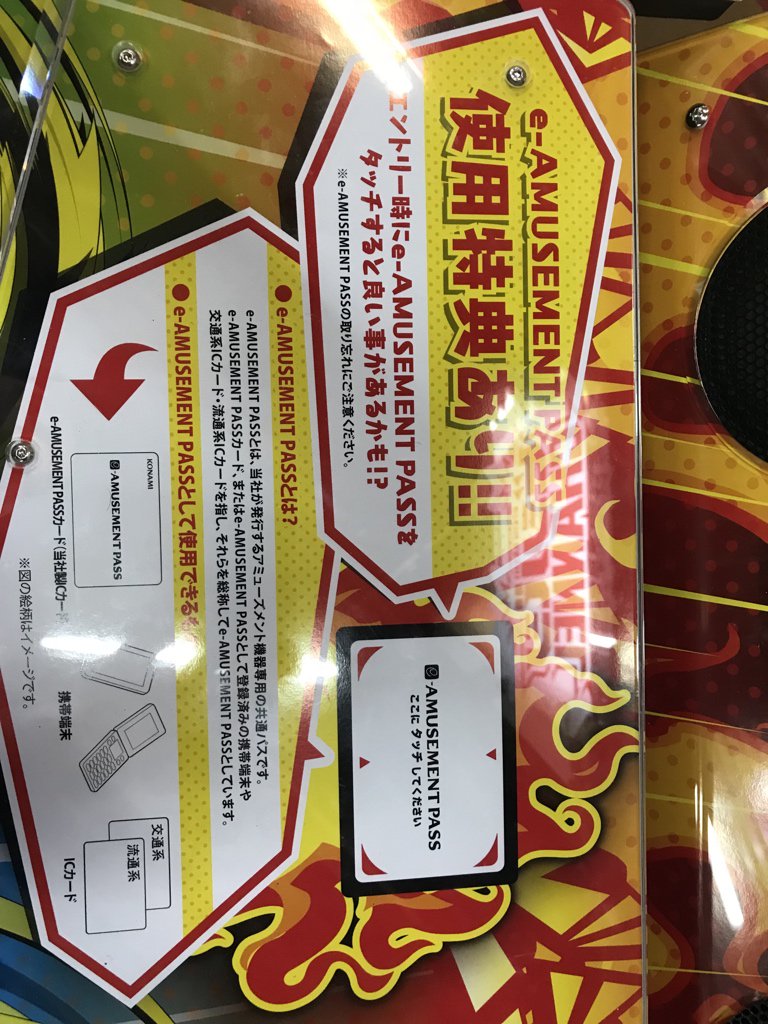 e-AMUSEMENT PASS
使用特典あり!!
エントリー時にe-AMUSEMENT PASSを
タッチすると良い事があるかも!?
※e-AMUSEMENT PASSの取り忘れにご注意ください。
e-AMUSEMENT PASS
ここに タッチ してください
● e-AMUSEMENT PASSとは?
e-AMUSEMENT PASSとは、当社が発行するアミューズメント機器専用の共通パスです。
e-AMUSEMENT PASSカード、またはe-AMUSEMENT PASSとして登録済みの携帯端末や
交通系ICカード・流通系ICカードを指し、それらを総称してe-AMUSEMENT PASSとしています。
● e-AMUSEMENT PASSとして使用できる
KONAMI
e-AMUSEMENT PASS
e-AMUSEMENT PASSカード(当社製ICカード
携帯端末
交通系
流通系
ICカード
※図の絵柄はイメージです。